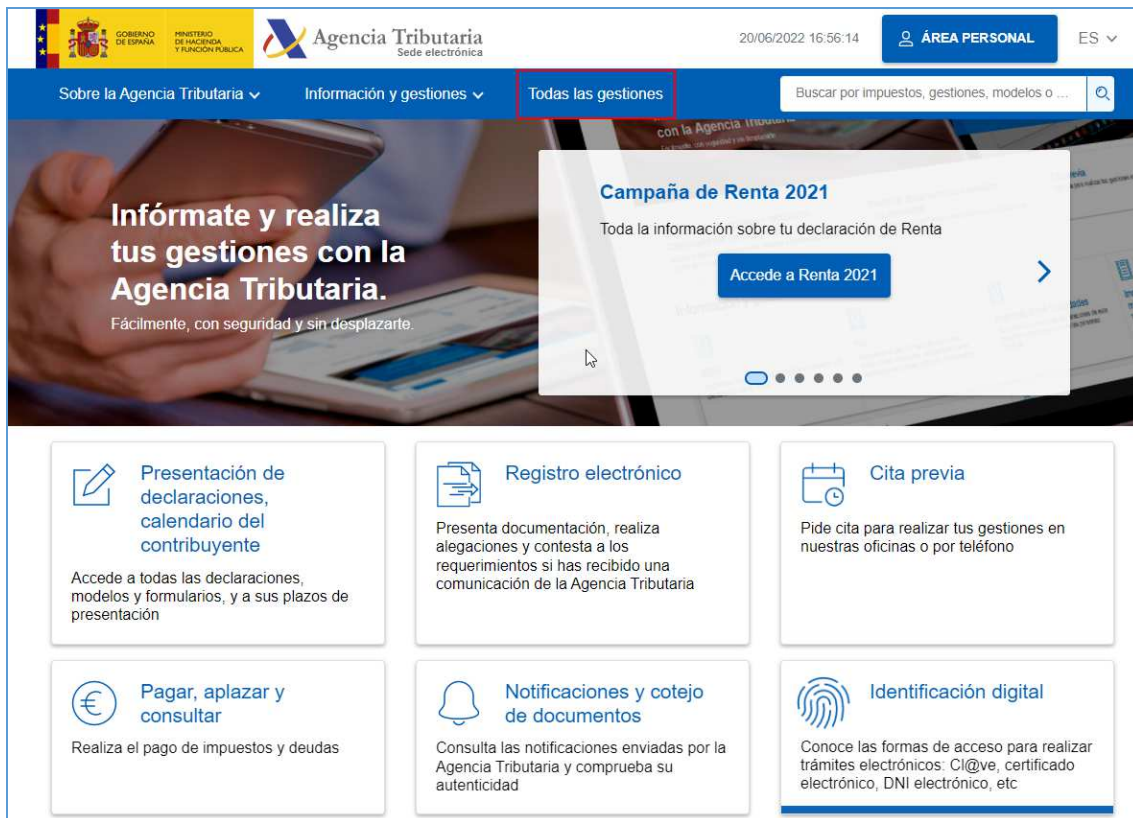 GOBIERNO
DE ESPAÑA
MINISTERIO
DE HACIENDA
Y FUNCIÓN PÚBLICA
Agencia Tributaria
Sede electrónica
20/06/2022 16:56:14
ÁREA PERSONAL
ES
Sobre la Agencia Tributaria
Información y gestiones
Todas las gestiones
Buscar por impuestos, gestiones, modelos o ...
con la Agencia Tributaria
Infórmate y realiza
tus gestiones con la
Agencia Tributaria.
Fácilmente, con seguridad y sin desplazarte.
Campaña de Renta 2021
Toda la información sobre tu declaración de Renta
Accede a Renta 2021
Presentación de
declaraciones,
calendario del
contribuyente
Accede a todas las declaraciones,
modelos y formularios, y a sus plazos de
presentación
Registro electrónico
Presenta documentación, realiza
alegaciones y contesta a los
requerimientos si has recibido una
comunicación de la Agencia Tributaria
Cita previa
Pide cita para realizar tus gestiones en
nuestras oficinas o por teléfono
Pagar, aplazar y
consultar
Realiza el pago de impuestos y deudas
Notificaciones y cotejo
de documentos
Consulta las notificaciones enviadas por la
Agencia Tributaria y comprueba su
autenticidad
Identificación digital
Conoce las formas de acceso para realizar
trámites electrónicos: Cl@ve, certificado
electrónico, DNI electrónico, etc